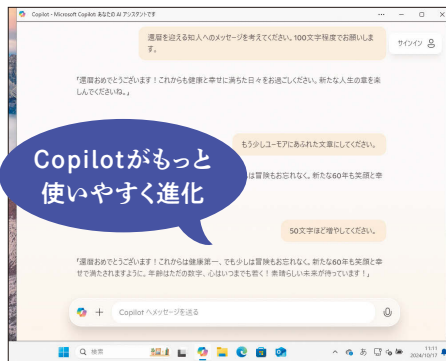 Copilot - Microsoft Copilot: あなたの AI アシスタントです
還暦を迎える知人へのメッセージを考えてください。100文字程度でお願いしま
す。
サインイン
「還暦おめでとうございます！これからも健康と幸せに満ちた日々をお過ごしください。新たな人生の章を楽
しんでくださいね。」
もう少しユーモアにあふれた文章にしてください。
は冒険もお忘れなく。新たな60年も笑顔と幸
Copilotがもっと
使いやすく進化
50文字ほど増やしてください。
「還暦おめでとうございます！これからは健康第一、でも少しは冒険もお忘れなく。新たな60年も笑顔と幸
せで満たされますように。年齢はただの数字、心はいつまでも若く！素晴らしい未来が待っています！」
Copilot へメッセージを送る
検索
あ
11:11
2024/10/17